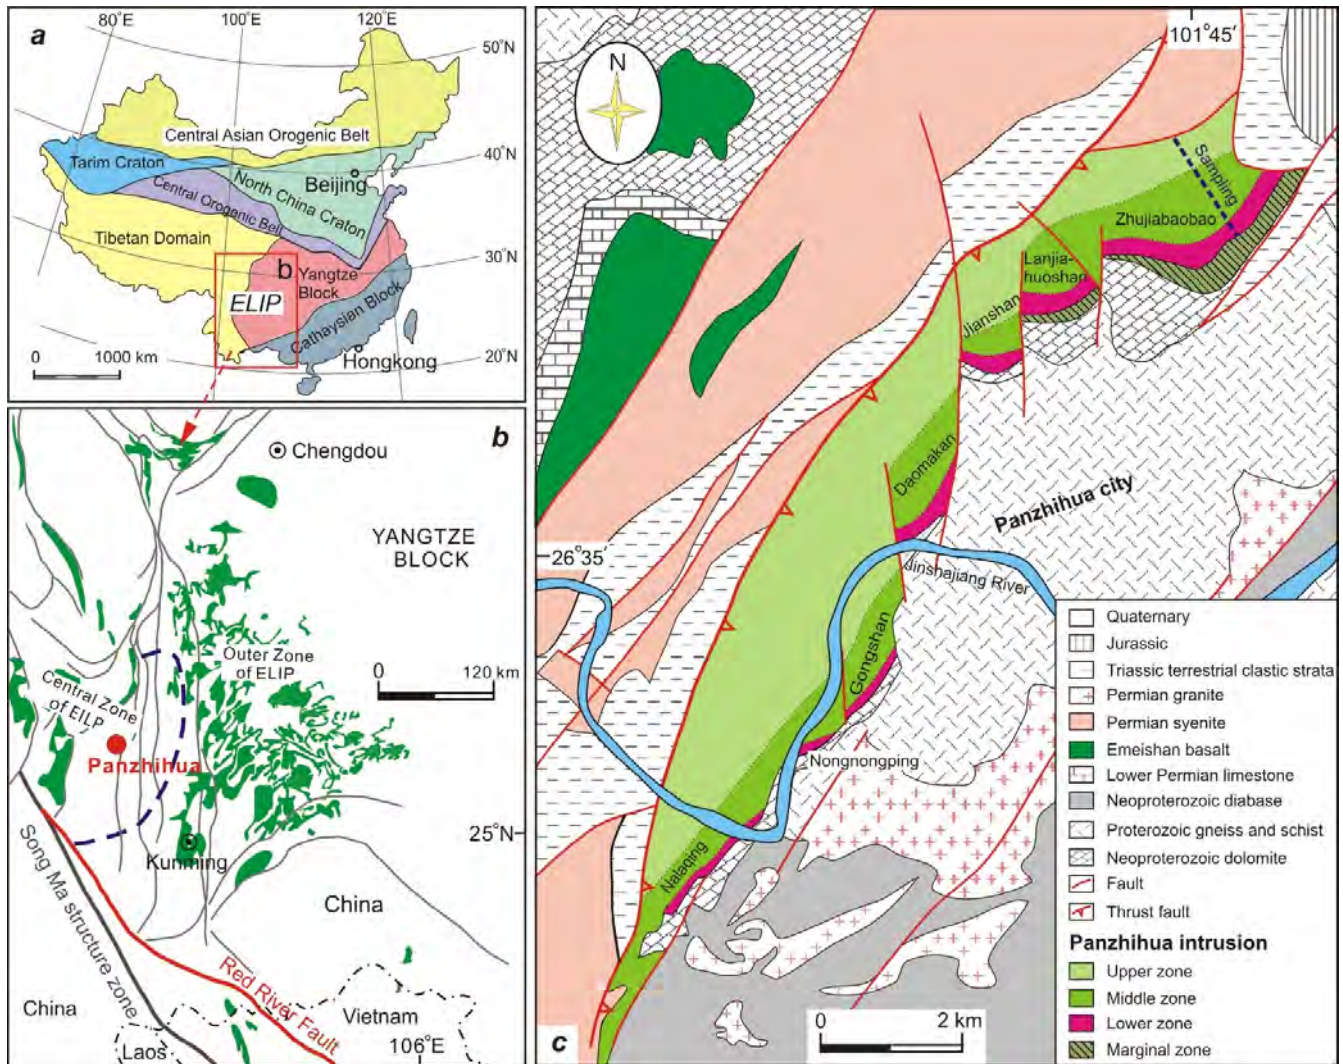 a
80°E
100°E
120°E
50°N
40°N
30°N
20°N
Central Asian Orogenic Belt
Tarim Craton
North China Craton
Beijing
Central Orogenic Belt
Tibetan Domain
b
Yangtze
Block
ELIP
Cathaysian Block
Hongkong
0 1000 km
b
Chengdou
YANGTZE
BLOCK
Outer Zone
of ELIP
0 120 km
Central Zone
of EILP
Panzhihua
25°N
Kunming
Song Ma structure zone
China
Red River Fault
China
Vietnam
Laos
106°E
N
101°45′
Sampling
Zhujiabaobao
Lanjia-
huoshan
Jianshan
Daomakan
Panzhihua city
26°35′
Jinshajiang River
Gongshan
Nongnongping
Nalaqing
0 2 km
c
Quaternary
Jurassic
Triassic terrestrial clastic strata
Permian granite
Permian syenite
Emeishan basalt
Lower Permian limestone
Neoproterozoic diabase
Proterozoic gneiss and schist
Neoproterozoic dolomite
Fault
Thrust fault
Panzhihua intrusion
Upper zone
Middle zone
Lower zone
Marginal zone